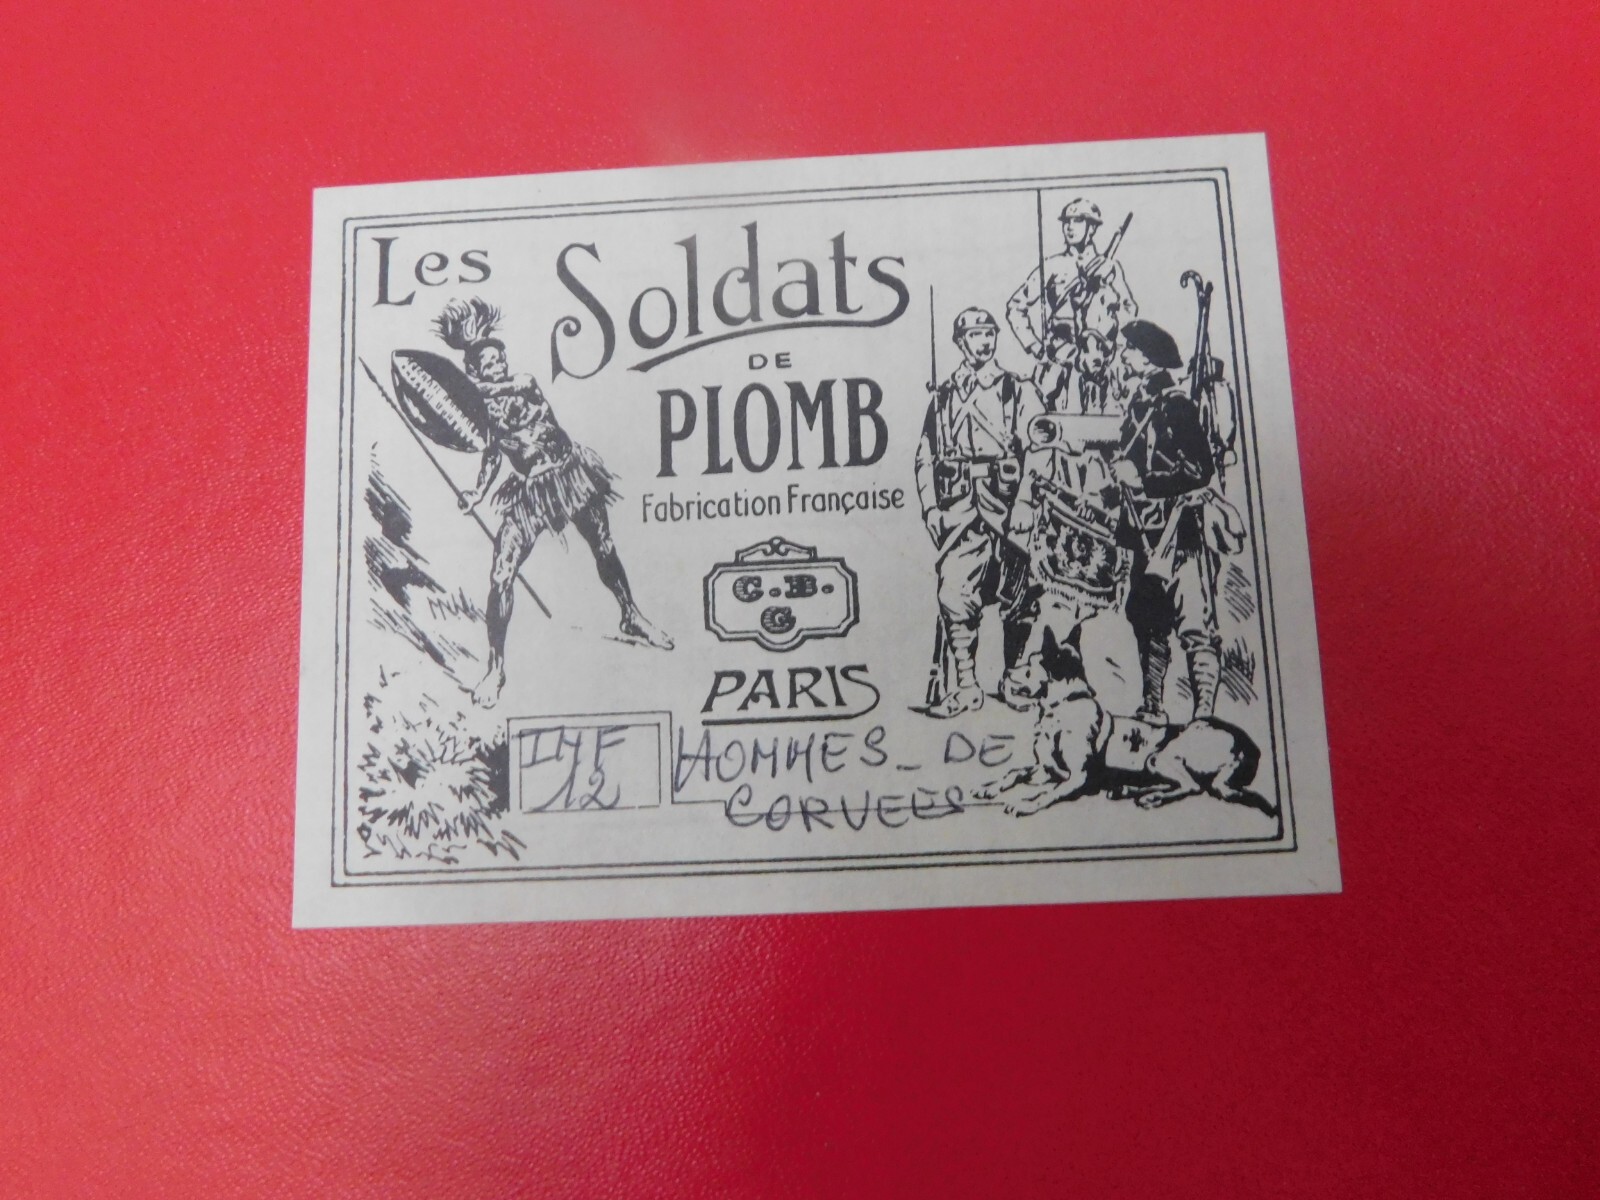 Les
Soldats
DE
PLOMB
Fabrication Française
C.B.
G
PARIS
INF HOMMES_DE
12 CORVEES